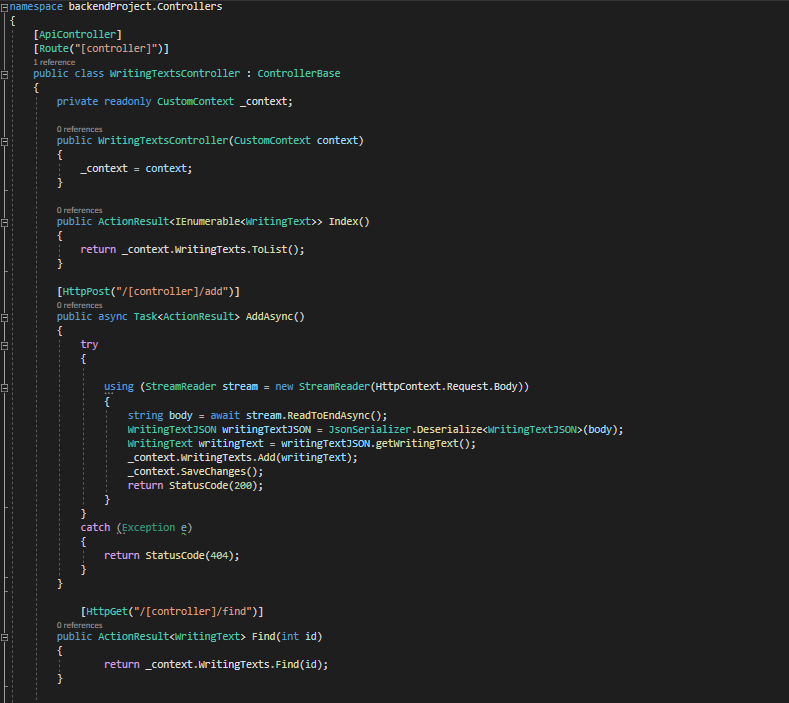 namespace backendProject.Controllers
{
[ApiController]
[Route("[controller]")]
1 reference
public class WritingTextsController : ControllerBase
{
private readonly CustomContext _context;
0 references
public WritingTextsController(CustomContext context)
{
_context = context;
}
0 references
public ActionResult<IEnumerable<WritingText>> Index()
{
return _context.WritingTexts.ToList();
}
[HttpPost("/[controller]/add")]
0 references
public async Task<ActionResult> AddAsync()
{
try
{
using (StreamReader stream = new StreamReader(HttpContext.Request.Body))
{
string body = await stream.ReadToEndAsync();
WritingTextJSON writingTextJSON = JsonSerializer.Deserialize<WritingTextJSON>(body);
WritingText writingText = writingTextJSON.getWritingText();
_context.WritingTexts.Add(writingText);
_context.SaveChanges();
return StatusCode(200);
}
}
catch (Exception e)
{
return StatusCode(404);
}
}
[HttpGet("/[controller]/find")]
0 references
public ActionResult<WritingText> Find(int id)
{
return _context.WritingTexts.Find(id);
}